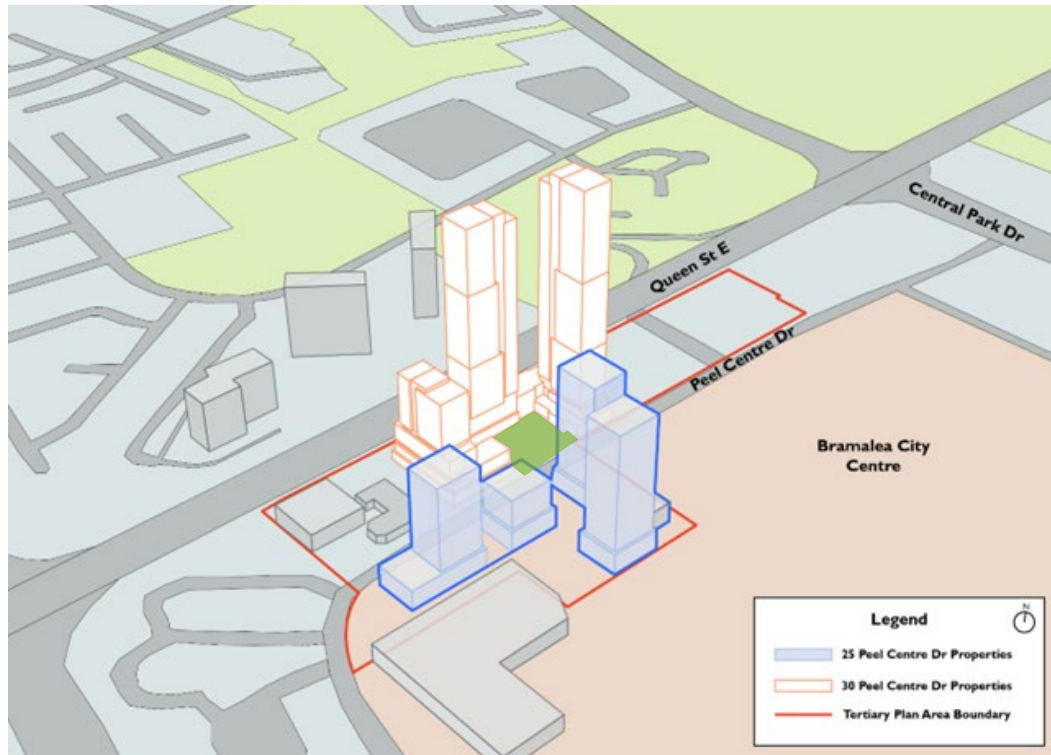 Central Park Dr
Queen St E
Peel Centre Dr
Bramalea City
Centre
Legend
N
25 Peel Centre Dr Properties
30 Peel Centre Dr Properties
Tertiary Plan Area Boundary